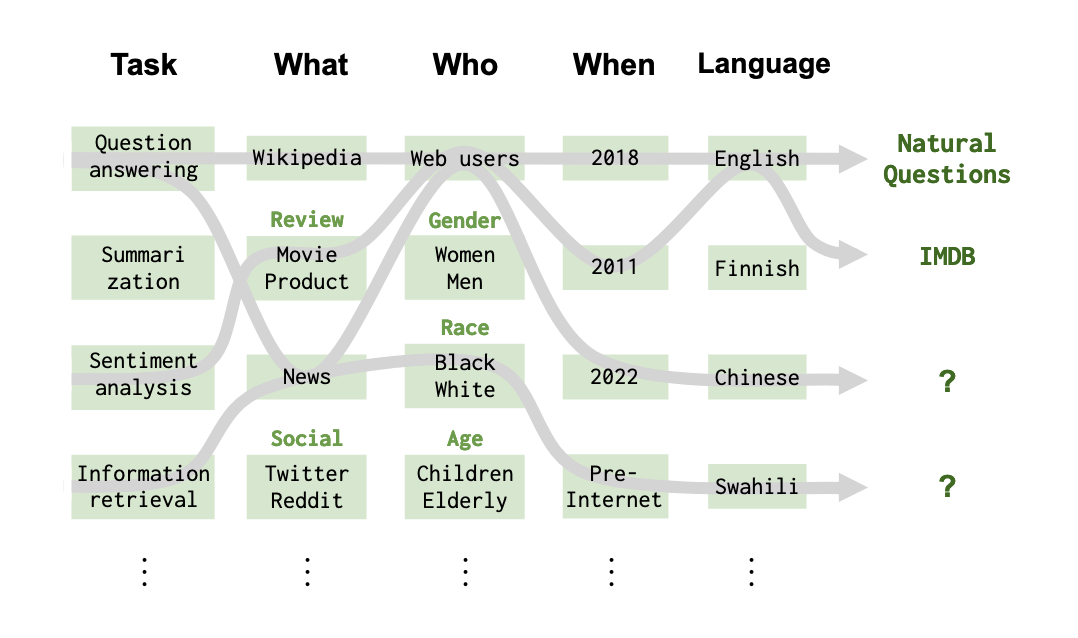 Task What Who When Language
Question
answering
Wikipedia
Web users
2018
English
Natural
Questions
Summari
zation
Review
Movie
Product
Gender
Women
Men
2011
Finnish
IMDB
Sentiment
analysis
News
Race
Black
White
2022
Chinese
?
Information
retrieval
Social
Twitter
Reddit
Age
Children
Elderly
Pre-
Internet
Swahili
?